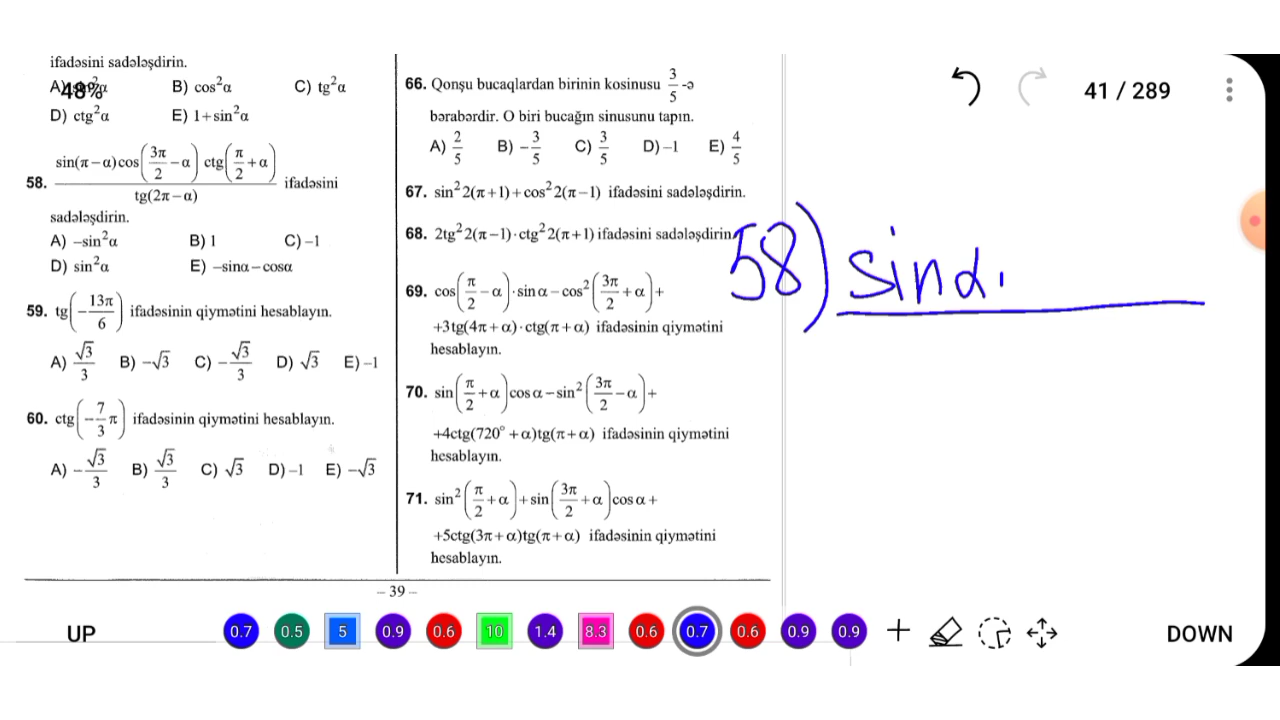 ifadəsini sadələşdirin.
48%
B) cos²α C) tg²α
D) ctg²α E) 1+sin²α
58. sin(π−α)cos(3π/2−α) ctg(π/2+α) / tg(2π−α) ifadəsini
sadələşdirin.
A) −sin²α B) 1 C) −1
D) sin²α E) −sinα−cosα
59. tg(−13π/6) ifadəsinin qiymətini hesablayın.
A) √3/3 B) −√3 C) −√3/3 D) √3 E) −1
60. ctg(−7/3 π) ifadəsinin qiymətini hesablayın.
A) −√3/3 B) √3/3 C) √3 D) −1 E) −√3
66. Qonşu bucaqlardan birinin kosinusu 3/5 -ə
bərabərdir. O biri bucağın sinusunu tapın.
A) 2/5 B) −3/5 C) 3/5 D) −1 E) 4/5
67. sin²2(π+1)+cos²2(π−1) ifadəsini sadələşdirin.
68. 2tg²2(π−1)·ctg²2(π+1) ifadəsini sadələşdirin
69. cos(π/2−α)·sinα−cos²(3π/2+α)+
+3tg(4π+α)·ctg(π+α) ifadəsinin qiymətini
hesablayın.
70. sin(π/2+α)cosα−sin²(3π/2−α)+
+4ctg(720°+α)tg(π+α) ifadəsinin qiymətini
hesablayın.
71. sin²(π/2+α)+sin(3π/2+α)cosα+
+5ctg(3π+α)tg(π+α) ifadəsinin qiymətini
hesablayın.
– 39 –
41 / 289
58) sinα.
UP 0.7 0.5 5 0.9 0.6 10 1.4 8.3 0.6 0.7 0.6 0.9 0.9 + DOWN